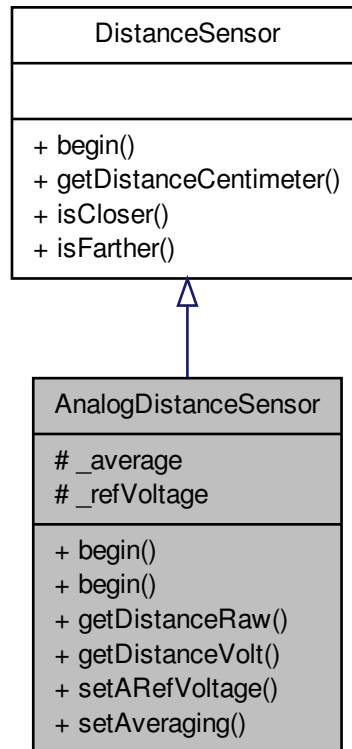 DistanceSensor
+ begin()
+ getDistanceCentimeter()
+ isCloser()
+ isFarther()
AnalogDistanceSensor
# _average
# _refVoltage
+ begin()
+ begin()
+ getDistanceRaw()
+ getDistanceVolt()
+ setARefVoltage()
+ setAveraging()